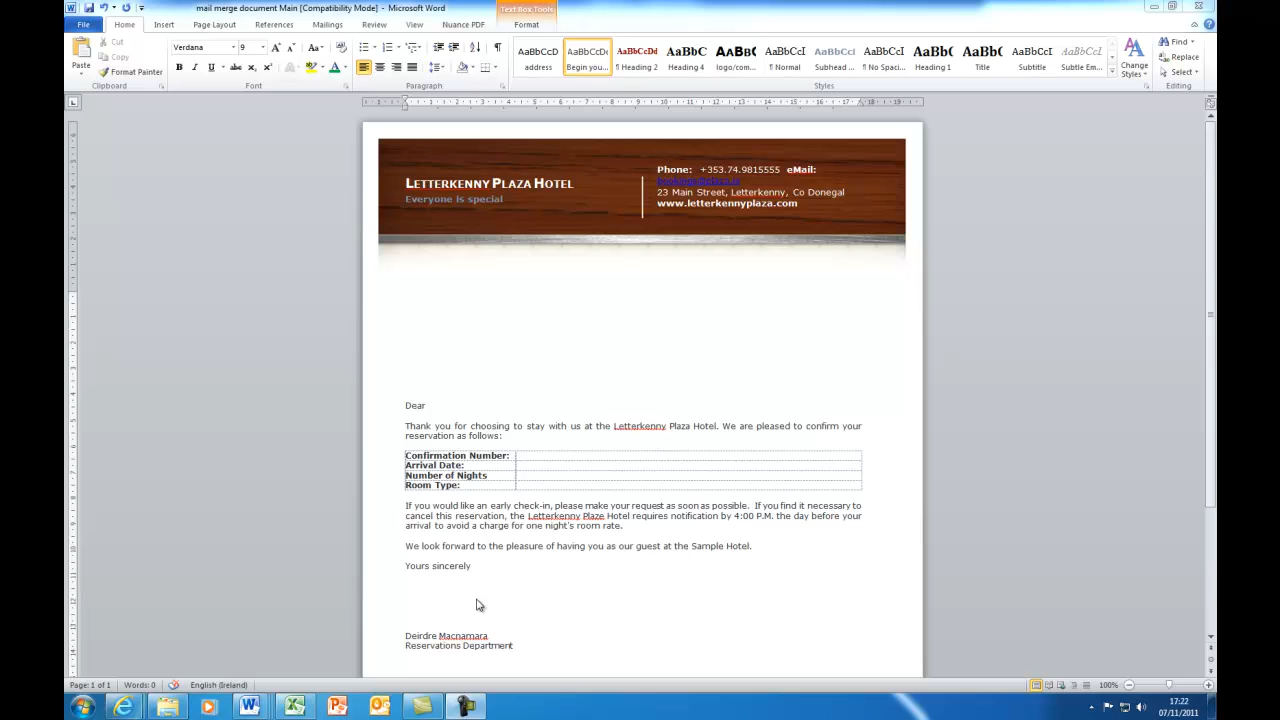 mail merge document Main [Compatibility Mode] - Microsoft Word
Text Box Tools
File Home Insert Page Layout References Mailings Review View Nuance PDF Format
Cut
Copy
Format Painter
Paste
Clipboard
Verdana 9
Font
Paragraph
AaBbCcD AaBbCcDc AaBbCcDd AaBbC AaBbC AaBbCcI AaBbCcI AaBbCcI AaBbC AaBb( AaBbCcI AaBbCcI
address Begin you... ¶ Heading 2 Heading 4 logo/com... ¶ Normal Subhead ... ¶ No Spaci... Heading 1 Title Subtitle Subtle Em...
Styles
Change
Styles
Find
Replace
Select
Editing
LETTERKENNY PLAZA HOTEL
Everyone is special
Phone: +353.74.9815555 eMail:
23 Main Street, Letterkenny, Co Donegal
www.letterkennyplaza.com
Dear
Thank you for choosing to stay with us at the Letterkenny Plaza Hotel. We are pleased to confirm your
reservation as follows:
Confirmation Number:
Arrival Date:
Number of Nights
Room Type:
If you would like an early check-in, please make your request as soon as possible. If you find it necessary to
cancel this reservation, the Letterkenny Plaze Hotel requires notification by 4:00 P.M. the day before your
arrival to avoid a charge for one night's room rate.
We look forward to the pleasure of having you as our guest at the Sample Hotel.
Yours sincerely
Deirdre Macnamara
Reservations Department
Page: 1 of 1 Words: 0 English (Ireland) 100%
17:22
07/11/2011